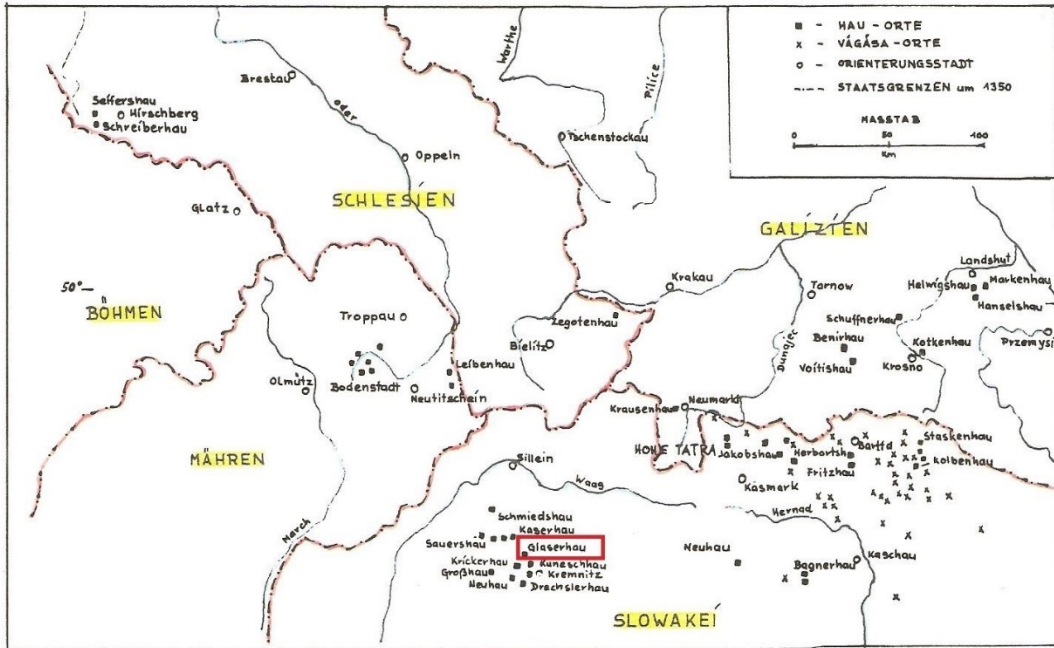 ■ - HAU - ORTE
x - VÁGÁSA - ORTE
○ - ORIENTERUNGSSTADT
STAATSGRENZEN um 1350
MASSTAB
0 50 100
Km
Warthe
Pilice
Breslau
oder
Seifershau
Hirschberg
Schreiberhau
Tschenstockau
Oppeln
SCHLESIEN
GLATZ
GALIZIEN
50°
BÖHMEN
Landshut
Krakau
Tarnow
Helwigshau
Markenhau
Hanselshau
Troppau
Zegotenhau
Schuffnerhau
Dunajec
Bielitz
Benirhau
Kotkenhau
Przemysl
Leibenhau
Voitishau
Krosno
Olmütz
Bodenstadt
Neutitschein
Krausenhau
Neumarkt
MÄHREN
Sillein
HOHE TATRA
Jakobshau
Herbortsh
Bartfd
Staskenhau
Fritzhau
Kolbenhau
Waag
Käsmark
Hernad
Schmiedshau
March
Kaserhau
Sauershau
Glaserhau
Neuhau
Kaschau
Krickerhau
Kuneschhau
Großhau
Kremnitz
Bagnerhau
Neuhau
Drechslerhau
SLOWAKEI